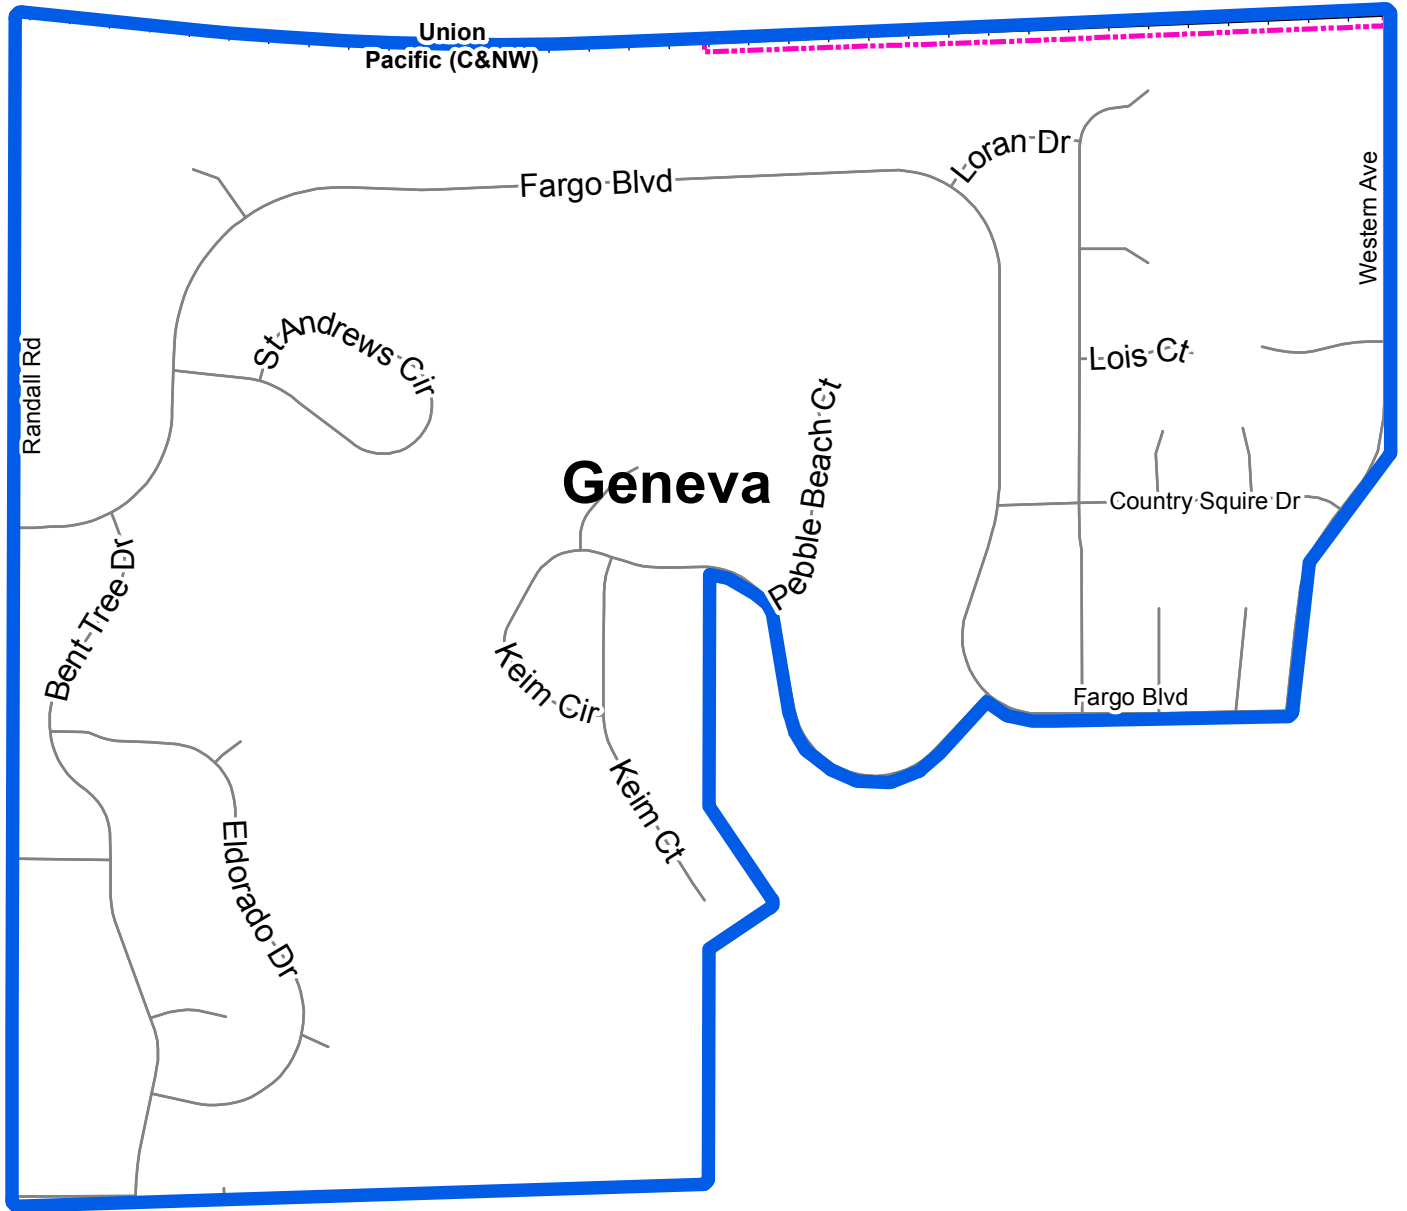 Union
Pacific (C&NW)
Loran Dr
Fargo Blvd
Western Ave
St Andrews Cir
Randall Rd
Lois Ct
Pebble Beach Ct
Geneva
Country Squire Dr
Bent Tree Dr
Keim Cir
Fargo Blvd
Keim Ct
Eldorado Dr